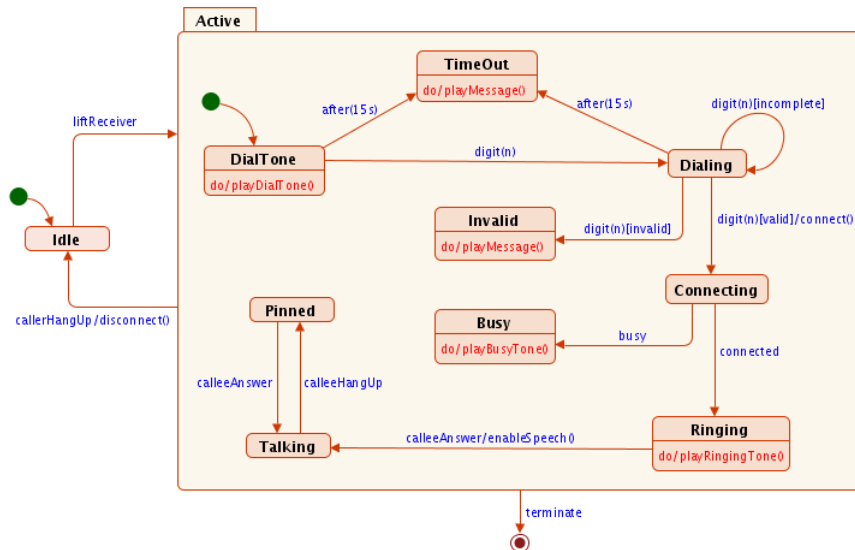 Active
TimeOut
do/playMessage()
after(15s)
after(15s)
digit(n)[incomplete]
liftReceiver
DialTone
do/playDialTone()
digit(n)
Dialing
Idle
Invalid
do/playMessage()
digit(n)[invalid]
digit(n)[valid]/connect()
callerHangUp/disconnect()
Pinned
Connecting
Busy
do/playBusyTone()
busy
connected
calleeAnswer
calleeHangUp
Talking
calleeAnswer/enableSpeech()
Ringing
do/playRingingTone()
terminate